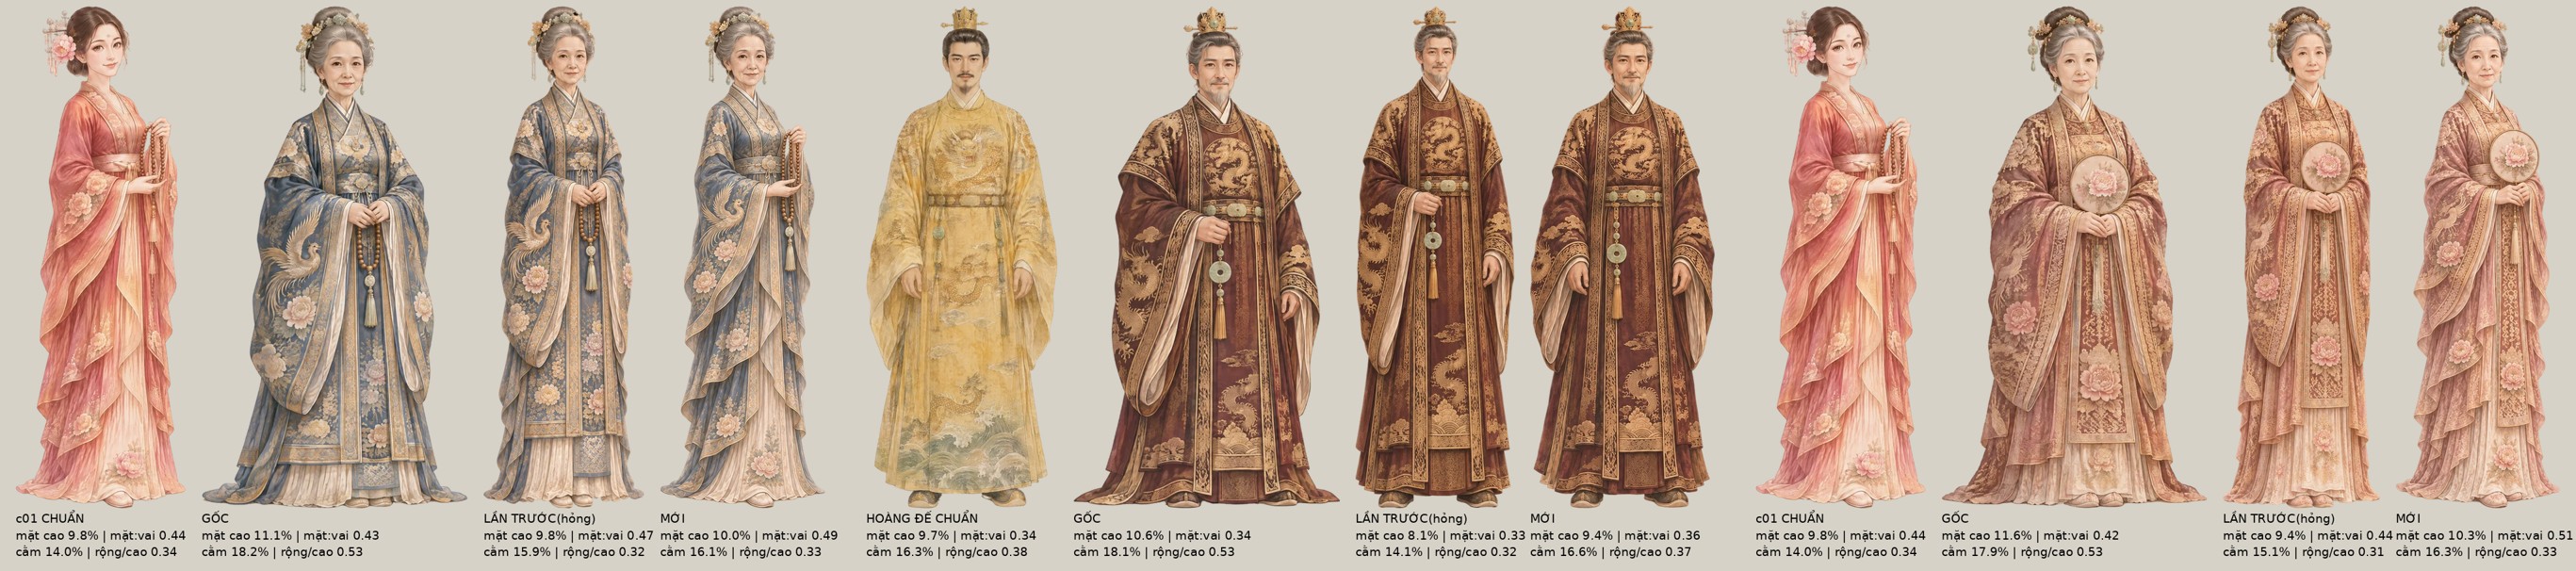 c01 CHUẨN
mặt cao 9.8% | mặt:vai 0.44
cằm 14.0% | rộng/cao 0.34
GỐC
mặt cao 11.1% | mặt:vai 0.43
cằm 18.2% | rộng/cao 0.53
LẦN TRƯỚC(hỏng)
mặt cao 9.8% | mặt:vai 0.47
cằm 15.9% | rộng/cao 0.32
MỚI
mặt cao 10.0% | mặt:vai 0.49
cằm 16.1% | rộng/cao 0.33
HOÀNG ĐẾ CHUẨN
mặt cao 9.7% | mặt:vai 0.34
cằm 16.3% | rộng/cao 0.38
GỐC
mặt cao 10.6% | mặt:vai 0.34
cằm 18.1% | rộng/cao 0.53
LẦN TRƯỚC(hỏng)
mặt cao 8.1% | mặt:vai 0.33
cằm 14.1% | rộng/cao 0.32
MỚI
mặt cao 9.4% | mặt:vai 0.36
cằm 16.6% | rộng/cao 0.37
c01 CHUẨN
mặt cao 9.8% | mặt:vai 0.44
cằm 14.0% | rộng/cao 0.34
GỐC
mặt cao 11.6% | mặt:vai 0.42
cằm 17.9% | rộng/cao 0.53
LẦN TRƯỚC(hỏng)
mặt cao 9.4% | mặt:vai 0.44
cằm 15.1% | rộng/cao 0.31
MỚI
mặt cao 10.3% | mặt:vai 0.51
cằm 16.3% | rộng/cao 0.33